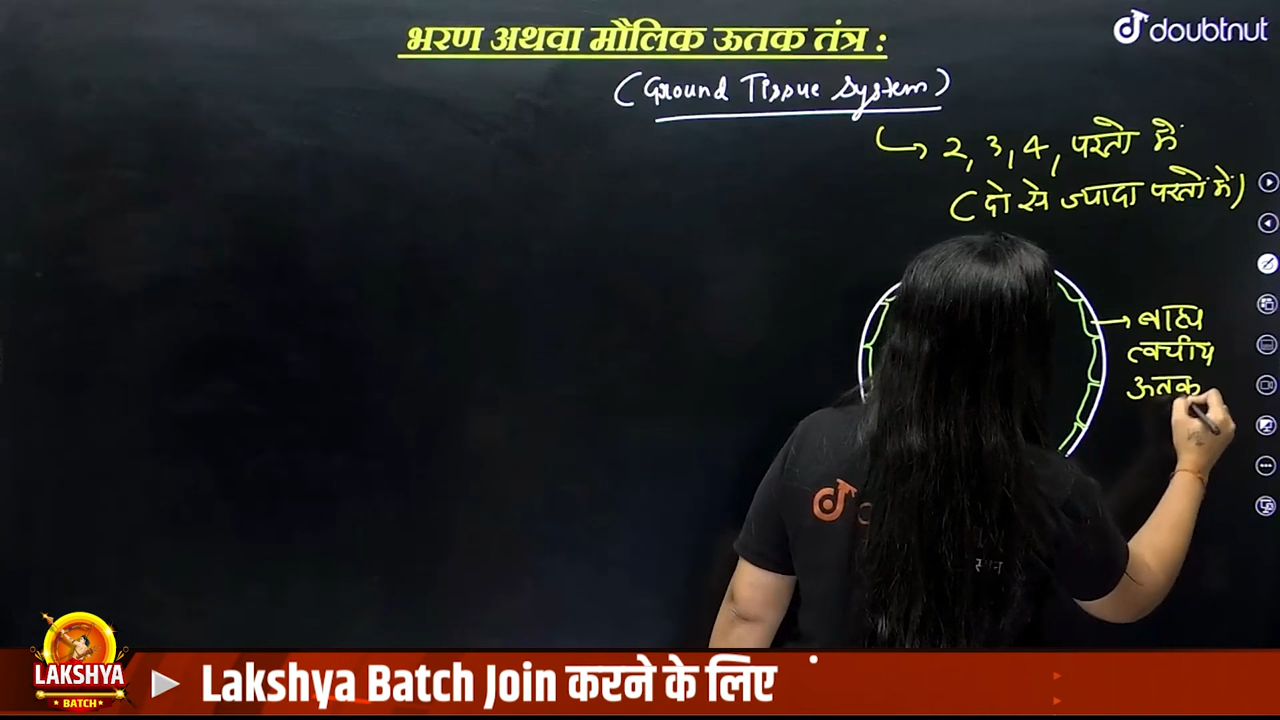 भरण अथवा मौलिक ऊतक तंत्र :
doubtnut
(Ground Tissue System)
2, 3, 4, परतो में
(दो से ज्यादा परतों में)
बाह्य
त्वचीय
ऊतक
LAKSHYA
BATCH
Lakshya Batch Join करने के लिए